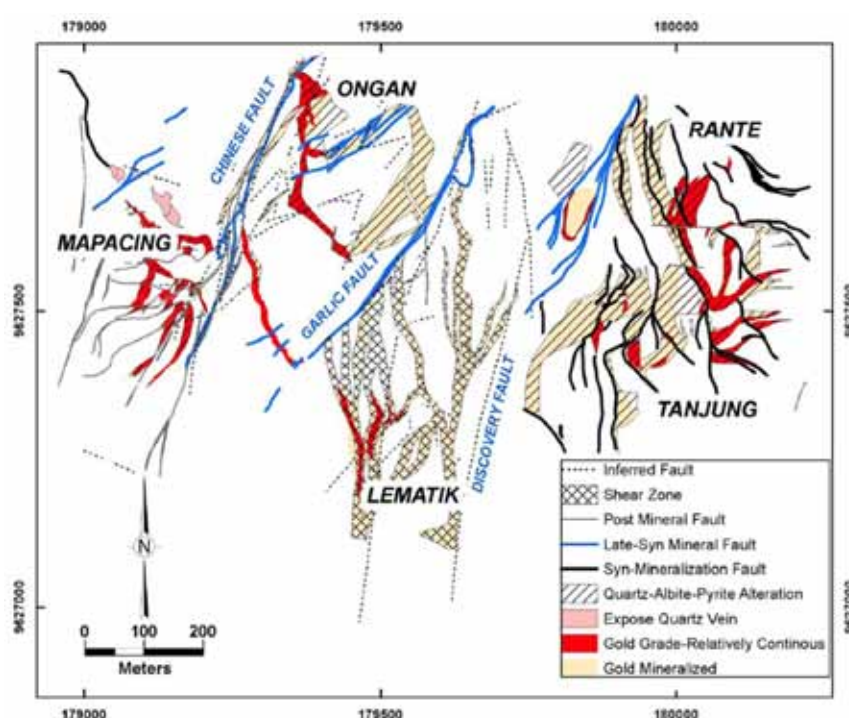 179000 179500 180000
ONGAN
CHINESE FAULT
RANTE
MAPACING
9627500
9627500
GARLIC FAULT
DISCOVERY FAULT
TANJUNG
LEMATIK
Inferred Fault
Shear Zone
Post Mineral Fault
Late-Syn Mineral Fault
Syn-Mineralization Fault
Quartz-Albite-Pyrite Alteration
Expose Quartz Vein
Gold Grade-Relatively Continous
Gold Mineralized
N
9627000
9627000
0 100 200
Meters
179000 179500 180000